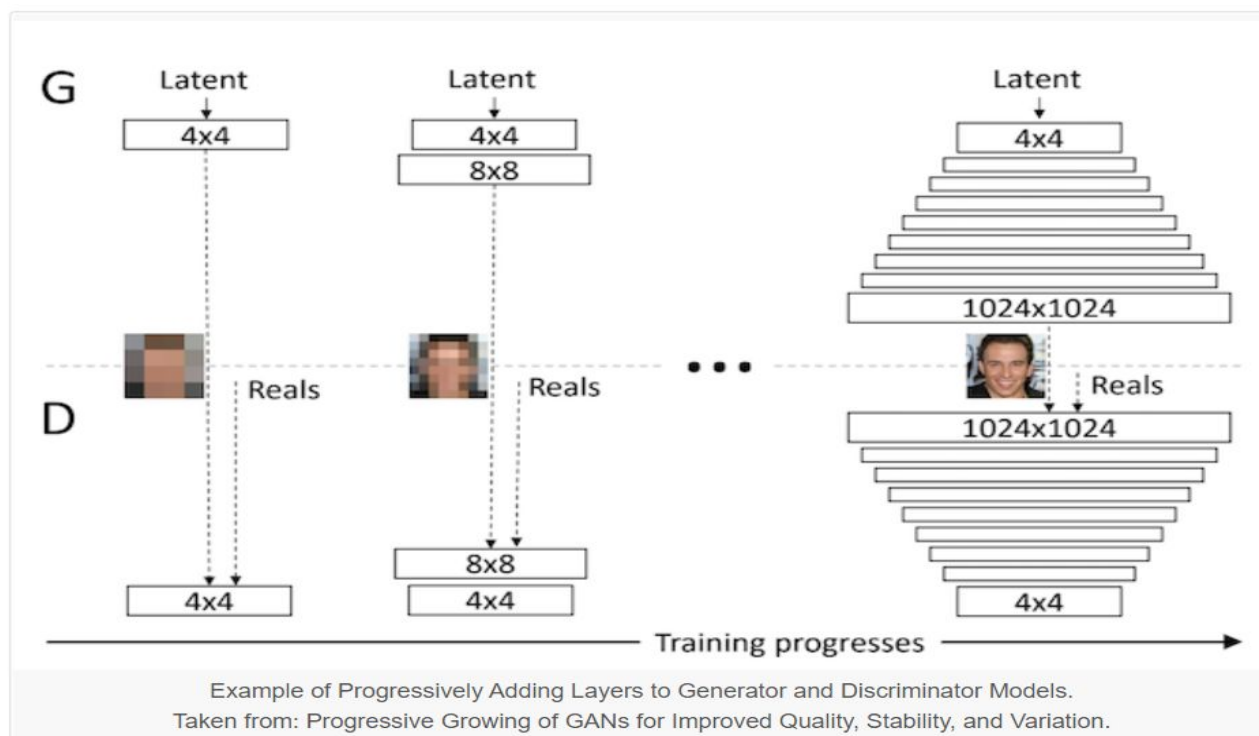 G
Latent
Latent
Latent
4x4
4x4
4x4
8x8
1024x1024
Reals
Reals
Reals
D
1024x1024
8x8
4x4
4x4
4x4
Training progresses
Example of Progressively Adding Layers to Generator and Discriminator Models.
Taken from: Progressive Growing of GANs for Improved Quality, Stability, and Variation.